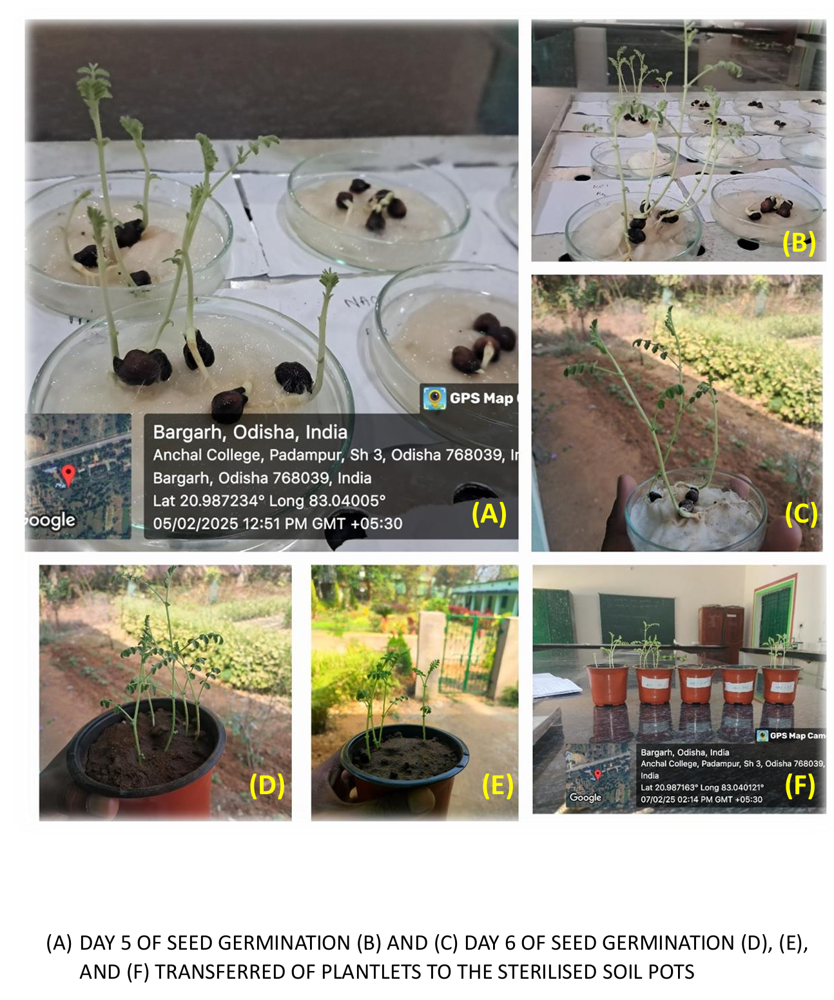 NAC
GPS Map
Bargarh, Odisha, India
Anchal College, Padampur, Sh 3, Odisha 768039, Ir
Bargarh, Odisha 768039, India
Lat 20.987234° Long 83.04005°
05/02/2025 12:51 PM GMT +05:30
Google
(A)
(B)
(C)
(D)
(E)
GPS Map Cam
Bargarh, Odisha, India
Anchal College, Padampur, Sh 3, Odisha 768039,
India
Lat 20.987163° Long 83.040121°
07/02/25 02:14 PM GMT +05:30
Google
(F)
(A) DAY 5 OF SEED GERMINATION (B) AND (C) DAY 6 OF SEED GERMINATION (D), (E),
AND (F) TRANSFERRED OF PLANTLETS TO THE STERILISED SOIL POTS